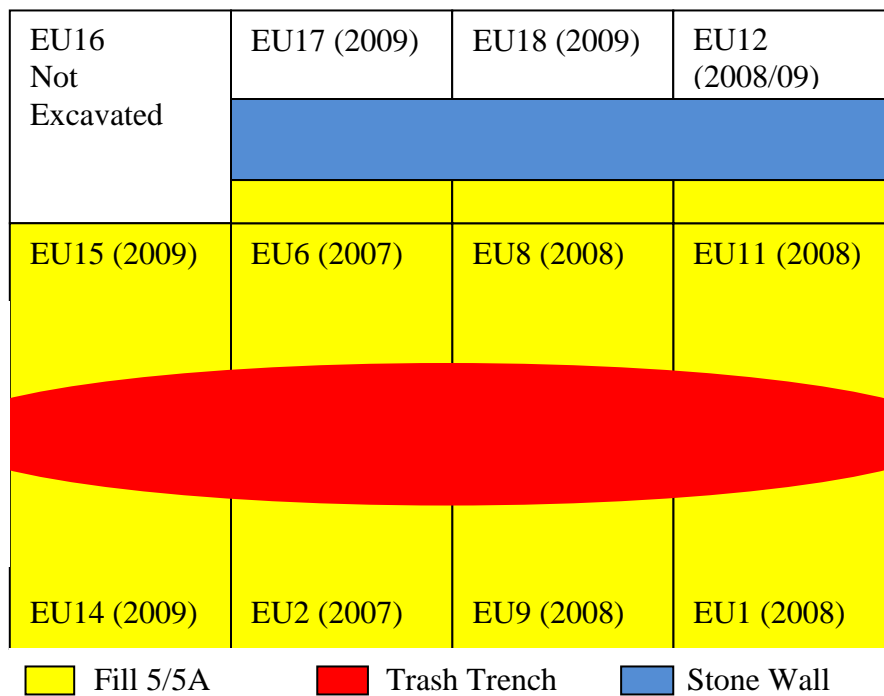 EU16
Not
Excavated
EU17 (2009)
EU18 (2009)
EU12
(2008/09)
EU15 (2009)
EU6 (2007)
EU8 (2008)
EU11 (2008)
EU14 (2009)
EU2 (2007)
EU9 (2008)
EU1 (2008)
Fill 5/5A
Trash Trench
Stone Wall